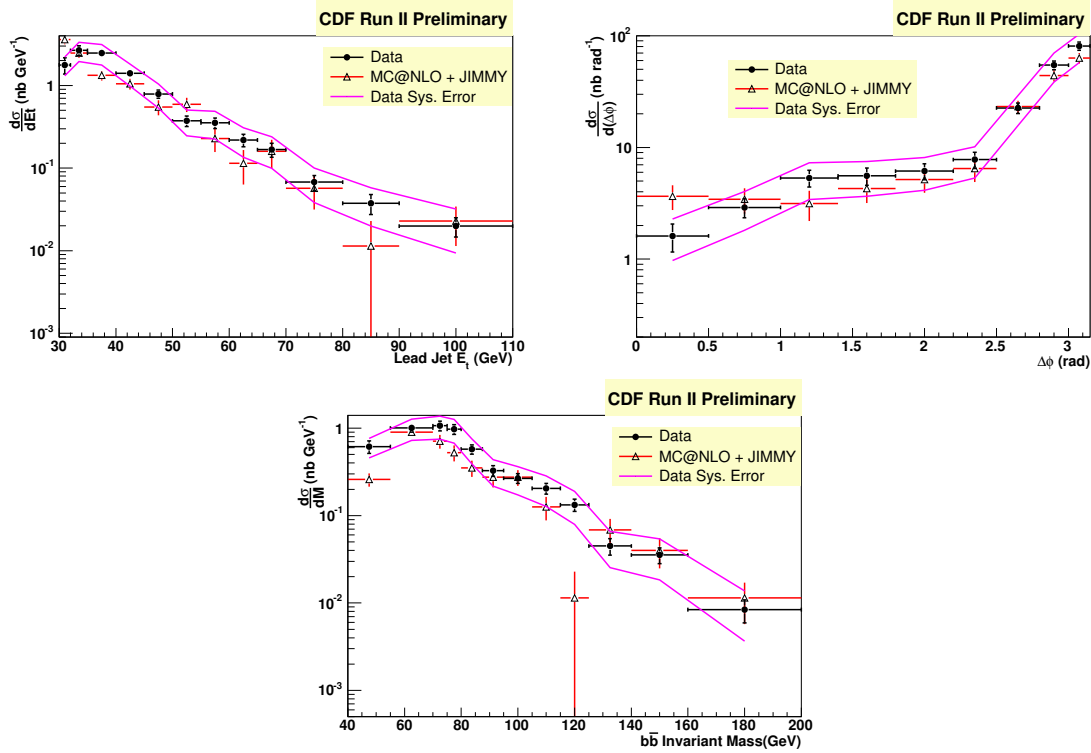 CDF Run II Preliminary
Data
MC@NLO + JIMMY
Data Sys. Error
dσ/dEt (nb GeV⁻¹)
1
10⁻¹
10⁻²
10⁻³
30 40 50 60 70 80 90 100 110
Lead Jet E_t (GeV)
CDF Run II Preliminary
Data
MC@NLO + JIMMY
Data Sys. Error
dσ/d(Δϕ) (nb rad⁻¹)
10²
10
1
0 0.5 1 1.5 2 2.5 3
Δϕ (rad)
CDF Run II Preliminary
Data
MC@NLO + JIMMY
Data Sys. Error
dσ/dM (nb GeV⁻¹)
1
10⁻¹
10⁻²
10⁻³
40 60 80 100 120 140 160 180 200
bb̅ Invariant Mass(GeV)